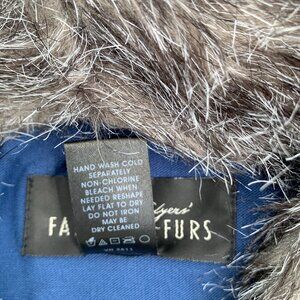 HAND WASH COLD
SEPARATELY
NON-CHLORINE
BLEACH WHEN
NEEDED RESHAPE
LAY FLAT TO DRY
DO NOT IRON
MAY BE
DRY CLEANED
FA
FURS